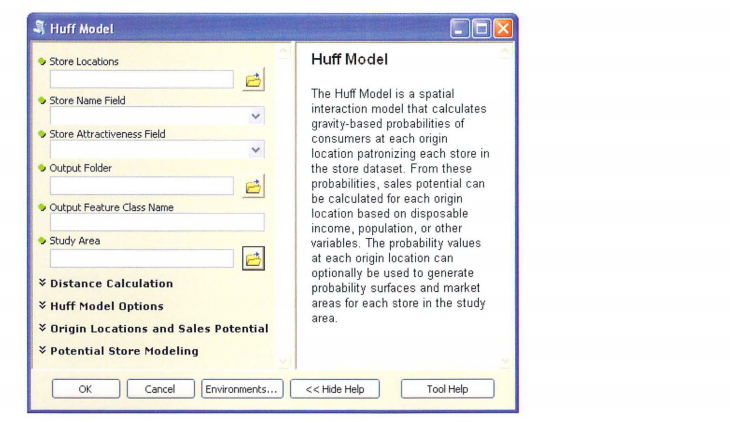 Huff Model
Store Locations
Store Name Field
Store Attractiveness Field
Output Folder
Output Feature Class Name
Study Area
Distance Calculation
Huff Model Options
Origin Locations and Sales Potential
Potential Store Modeling
Huff Model
The Huff Model is a spatial
interaction model that calculates
gravity-based probabilities of
consumers at each origin
location patronizing each store in
the store dataset. From these
probabilities, sales potential can
be calculated for each origin
location based on disposable
income, population, or other
variables. The probability values
at each origin location can
optionally be used to generate
probability surfaces and market
areas for each store in the study
area.
OK
Cancel
Environments...
<< Hide Help
Tool Help